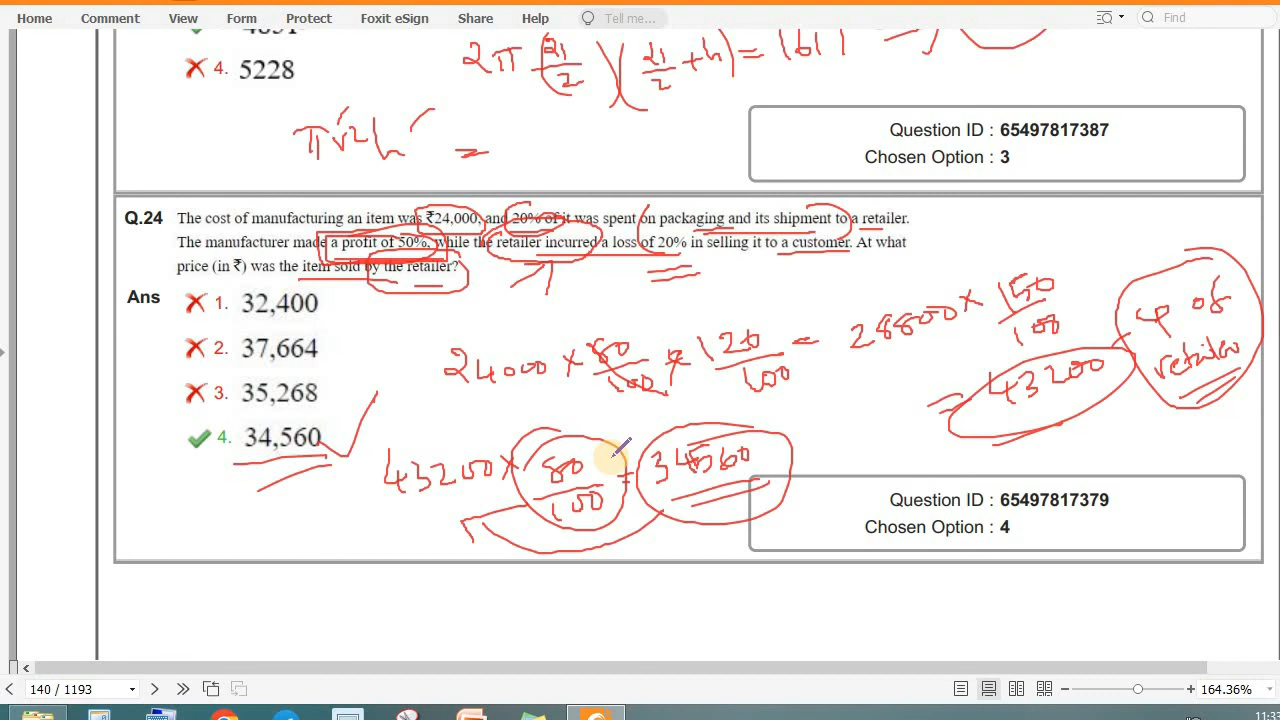 Home Comment View Form Protect Foxit eSign Share Help Tell me... Find
4851
4. 5228
2π (21/2)(21/2 + h) = 1617
πr²h =
Question ID : 65497817387
Chosen Option : 3
Q.24 The cost of manufacturing an item was ₹24,000, and 20% of it was spent on packaging and its shipment to a retailer.
The manufacturer made a profit of 50%, while the retailer incurred a loss of 20% in selling it to a customer. At what
price (in ₹) was the item sold by the retailer?
Ans
1. 32,400
2. 37,664
3. 35,268
4. 34,560
24000 × 80/100 × 120/100 = 28800 × 150/100
= 43200
cp of
retailer
43200 × 80/100 = 34560
Question ID : 65497817379
Chosen Option : 4
140 / 1193
164.36%